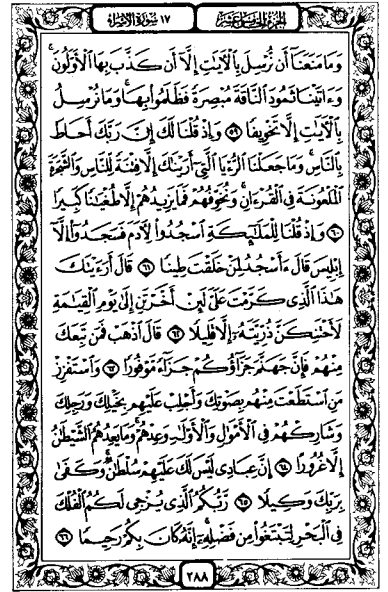 الجزء الخامس عشر ١٧ سورة الإسراء
وَمَا مَنَعَنَآ أَن نُّرْسِلَ بِٱلْأٓيَٰتِ إِلَّآ أَن كَذَّبَ بِهَا ٱلْأَوَّلُونَۚ
وَءَاتَيْنَا ثَمُودَ ٱلنَّاقَةَ مُبْصِرَةً فَظَلَمُوا۟ بِهَاۚ وَمَا نُرْسِلُ
بِٱلْأٓيَٰتِ إِلَّا تَخْوِيفًا ٥٩ وَإِذْ قُلْنَا لَكَ إِنَّ رَبَّكَ أَحَاطَ
بِٱلنَّاسِۚ وَمَا جَعَلْنَا ٱلرُّءْيَا ٱلَّتِىٓ أَرَيْنَٰكَ إِلَّا فِتْنَةً لِّلنَّاسِ وَٱلشَّجَرَةَ
ٱلْمَلْعُونَةَ فِى ٱلْقُرْءَانِۚ وَنُخَوِّفُهُمْ فَمَا يَزِيدُهُمْ إِلَّا طُغْيَٰنًا كَبِيرًا
٦٠ وَإِذْ قُلْنَا لِلْمَلَٰٓئِكَةِ ٱسْجُدُوا۟ لِأٓدَمَ فَسَجَدُوٓا۟ إِلَّآ
إِبْلِيسَ قَالَ ءَأَسْجُدُ لِمَنْ خَلَقْتَ طِينًا ٦١ قَالَ أَرَءَيْتَكَ
هَٰذَا ٱلَّذِى كَرَّمْتَ عَلَىَّ لَئِنْ أَخَّرْتَنِ إِلَىٰ يَوْمِ ٱلْقِيَٰمَةِ
لَأَحْتَنِكَنَّ ذُرِّيَّتَهُۥٓ إِلَّا قَلِيلًا ٦٢ قَالَ ٱذْهَبْ فَمَن تَبِعَكَ
مِنْهُمْ فَإِنَّ جَهَنَّمَ جَزَآؤُكُمْ جَزَآءً مَّوْفُورًا ٦٣ وَٱسْتَفْزِزْ
مَنِ ٱسْتَطَعْتَ مِنْهُم بِصَوْتِكَ وَأَجْلِبْ عَلَيْهِم بِخَيْلِكَ وَرَجِلِكَ
وَشَارِكْهُمْ فِى ٱلْأَمْوَٰلِ وَٱلْأَوْلَٰدِ وَعِدْهُمْۚ وَمَا يَعِدُهُمُ ٱلشَّيْطَٰنُ
إِلَّا غُرُورًا ٦٤ إِنَّ عِبَادِى لَيْسَ لَكَ عَلَيْهِمْ سُلْطَٰنٌۚ وَكَفَىٰ
بِرَبِّكَ وَكِيلًا ٦٥ رَّبُّكُمُ ٱلَّذِى يُزْجِى لَكُمُ ٱلْفُلْكَ
فِى ٱلْبَحْرِ لِتَبْتَغُوا۟ مِن فَضْلِهِۦٓۚ إِنَّهُۥ كَانَ بِكُمْ رَحِيمًا ٦٦
٢٨٨